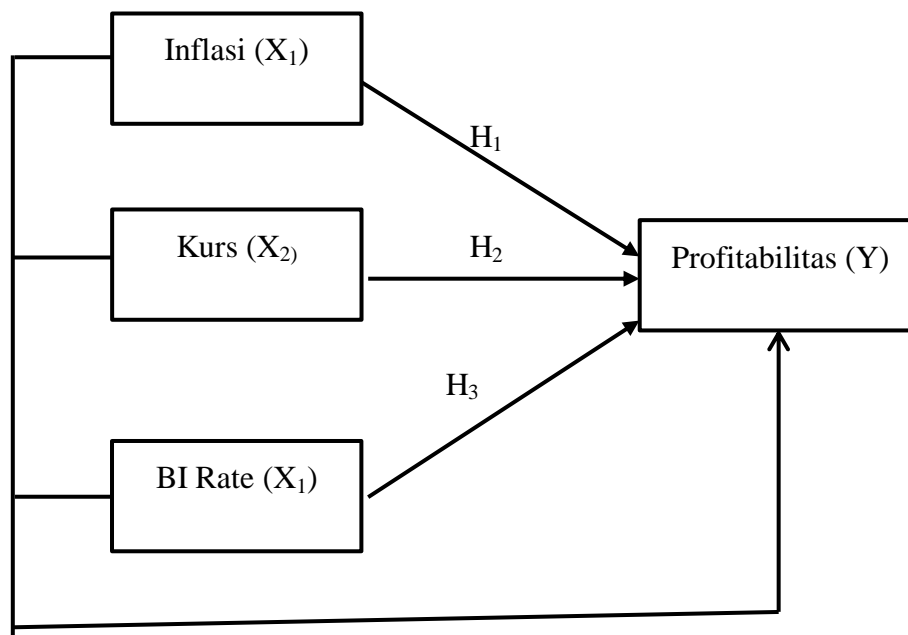 Inflasi (X₁)
H₁
Kurs (X₂₎
H₂
Profitabilitas (Y)
H₃
BI Rate (X₁)